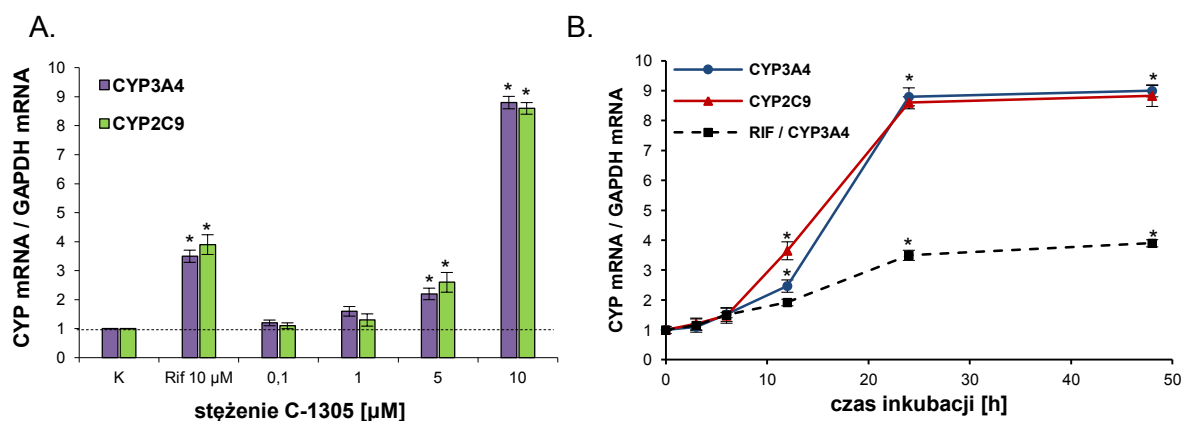 A.
CYP mRNA / GAPDH mRNA
10
9
8
7
6
5
4
3
2
1
0
CYP3A4
CYP2C9
* *
* *
* *
K Rif 10 µM 0,1 1 5 10
stężenie C-1305 [µM]
B.
CYP mRNA / GAPDH mRNA
10
9
8
7
6
5
4
3
2
1
0
CYP3A4
CYP2C9
RIF / CYP3A4
* *
*
*
* *
0 10 20 30 40 50
czas inkubacji [h]